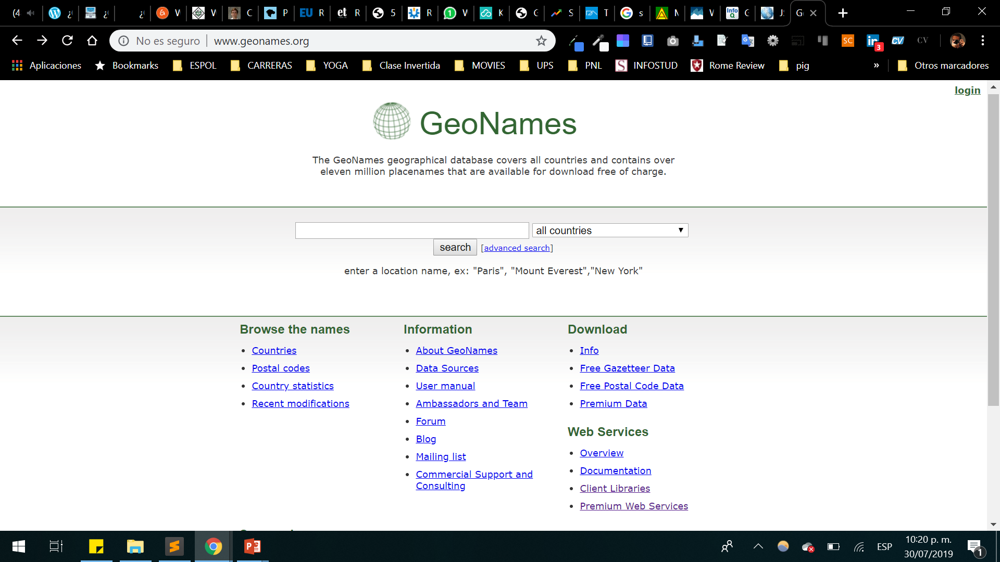 (4 ¿ ¿ ¿ W W C P EU R et R 5 R W K G S T G s N W Info Q G JS Ge
No es seguro www.geonames.org
SC in 3 CV CV
Aplicaciones Bookmarks ESPOL CARRERAS YOGA Clase Invertida MOVIES UPS PNL S INFOSTUD Rome Review pig » Otros marcadores
login
GeoNames
The GeoNames geographical database covers all countries and contains over
eleven million placenames that are available for download free of charge.
all countries
search [advanced search]
enter a location name, ex: "Paris", "Mount Everest","New York"
Browse the names
Countries
Postal codes
Country statistics
Recent modifications
Information
About GeoNames
Data Sources
User manual
Ambassadors and Team
Forum
Blog
Mailing list
Commercial Support and
Consulting
Download
Info
Free Gazetteer Data
Free Postal Code Data
Premium Data
Web Services
Overview
Documentation
Client Libraries
Premium Web Services
ESP
10:20 p. m.
30/07/2019
1